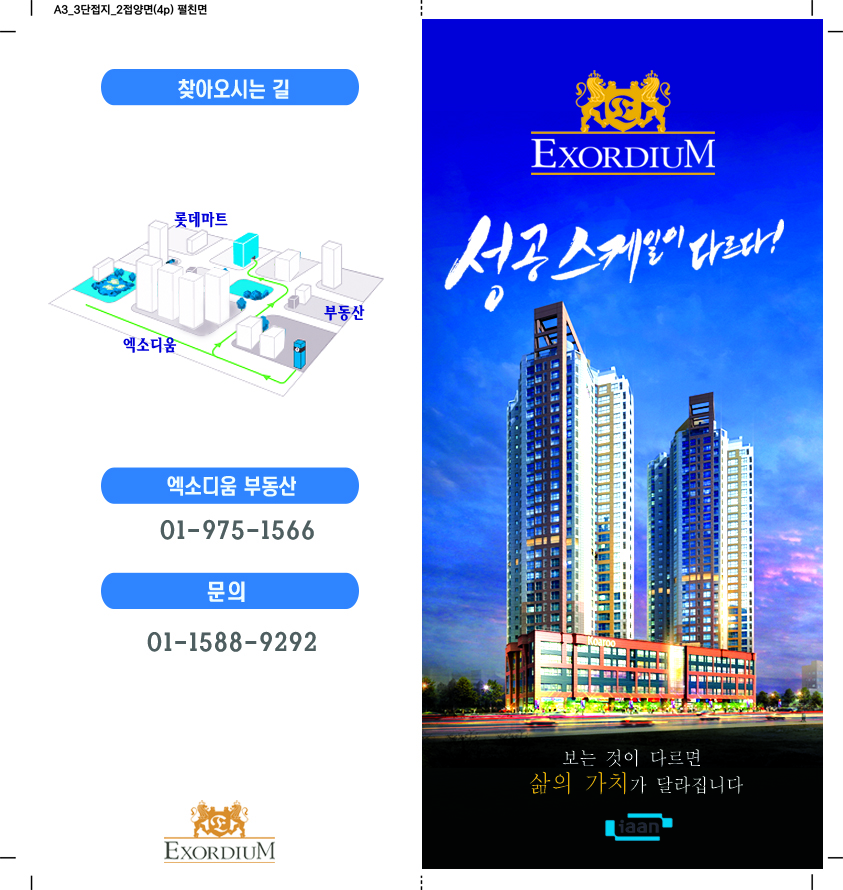 A3_3단접지_2접양면(4p) 펼친면
찾아오시는 길
롯데마트
부동산
엑소디움
엑소디움 부동산
01-975-1566
문의
01-1588-9292
EXORDIUM
EXORDIUM
성공 스케일이 다르다!
보는 것이 다르면
삶의 가치가 달라집니다
iaan